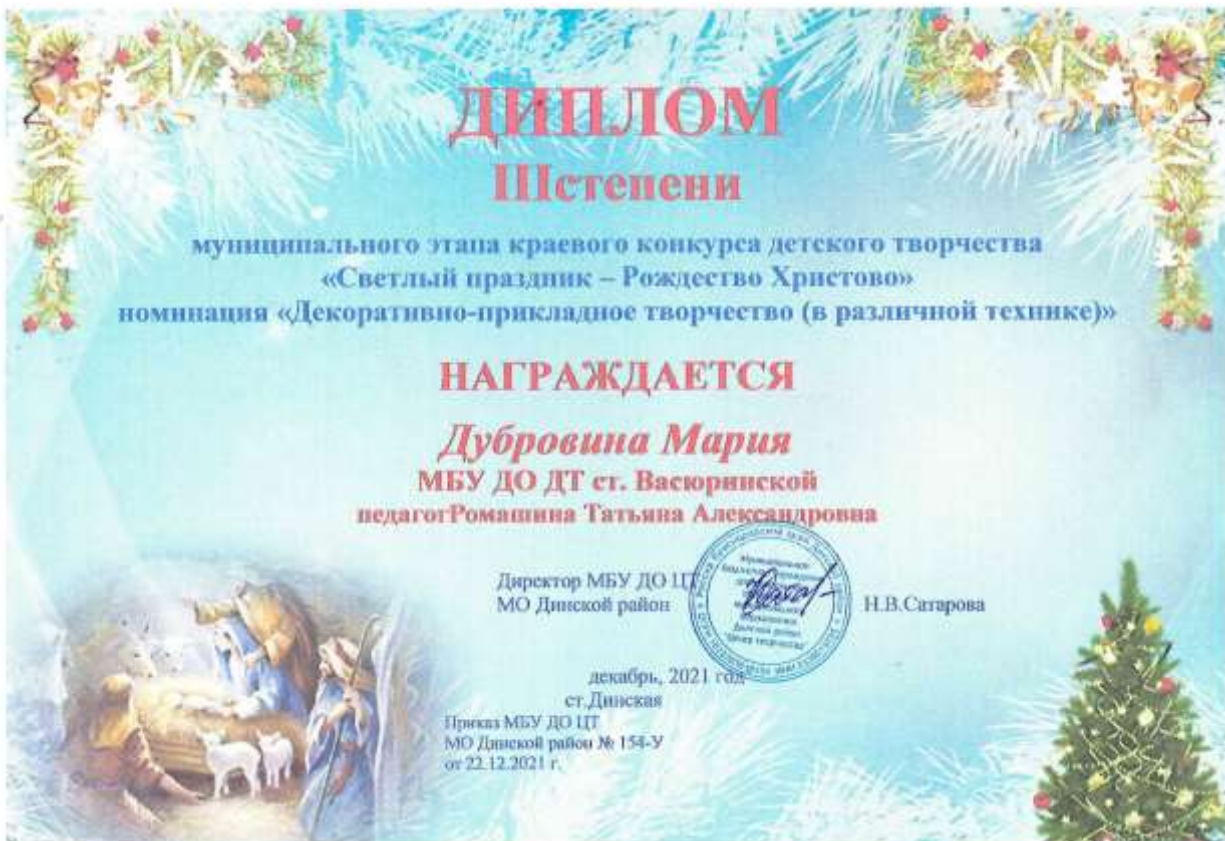 ДИПЛОМ
IIIстепени
муниципального этапа краевого конкурса детского творчества
«Светлый праздник – Рождество Христово»
номинация «Декоративно-прикладное творчество (в различной технике)»
НАГРАЖДАЕТСЯ
Дубровина Мария
МБУ ДО ДТ ст. Васюринской
педагогРомашина Татьяна Александровна
Директор МБУ ДО ЦТ
МО Динской район
Н.В.Сатарова
декабрь, 2021 год
ст.Динская
Приказ МБУ ДО ЦТ
МО Динской район № 154-У
от 22.12.2021 г.